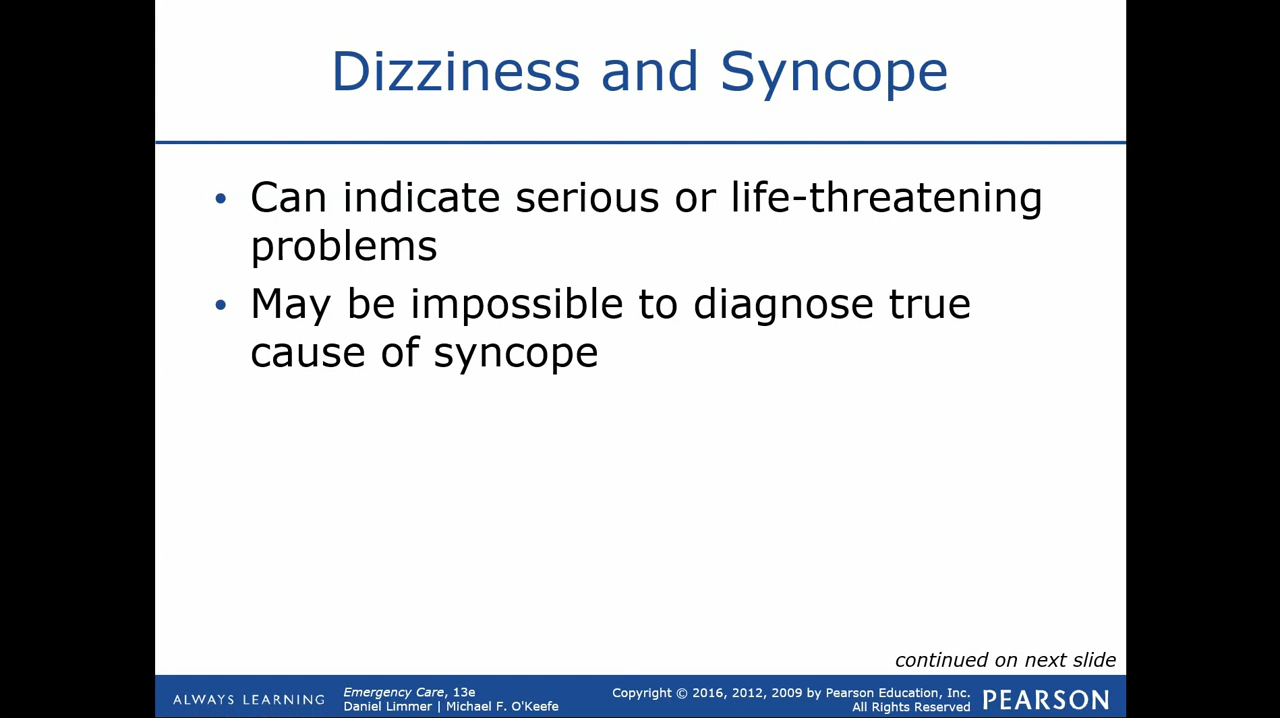 Dizziness and Syncope
• Can indicate serious or life-threatening
problems
• May be impossible to diagnose true
cause of syncope
continued on next slide
ALWAYS LEARNING
Emergency Care, 13e
Daniel Limmer | Michael F. O'Keefe
Copyright © 2016, 2012, 2009 by Pearson Education, Inc.
All Rights Reserved
PEARSON